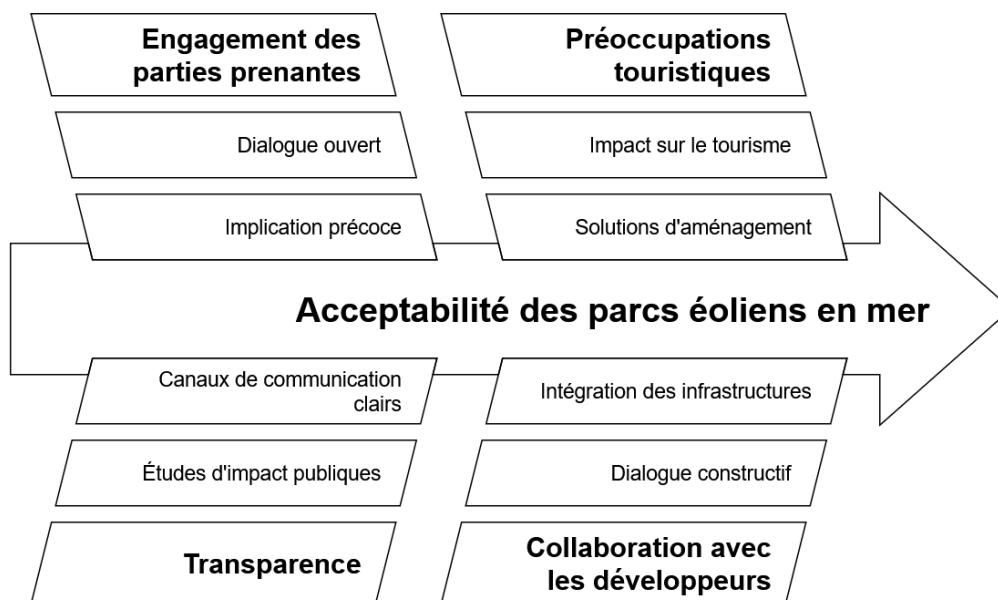 Engagement des
parties prenantes
Dialogue ouvert
Implication précoce
Préoccupations
touristiques
Impact sur le tourisme
Solutions d'aménagement
Acceptabilité des parcs éoliens en mer
Canaux de communication
clairs
Études d'impact publiques
Transparence
Intégration des infrastructures
Dialogue constructif
Collaboration avec
les développeurs